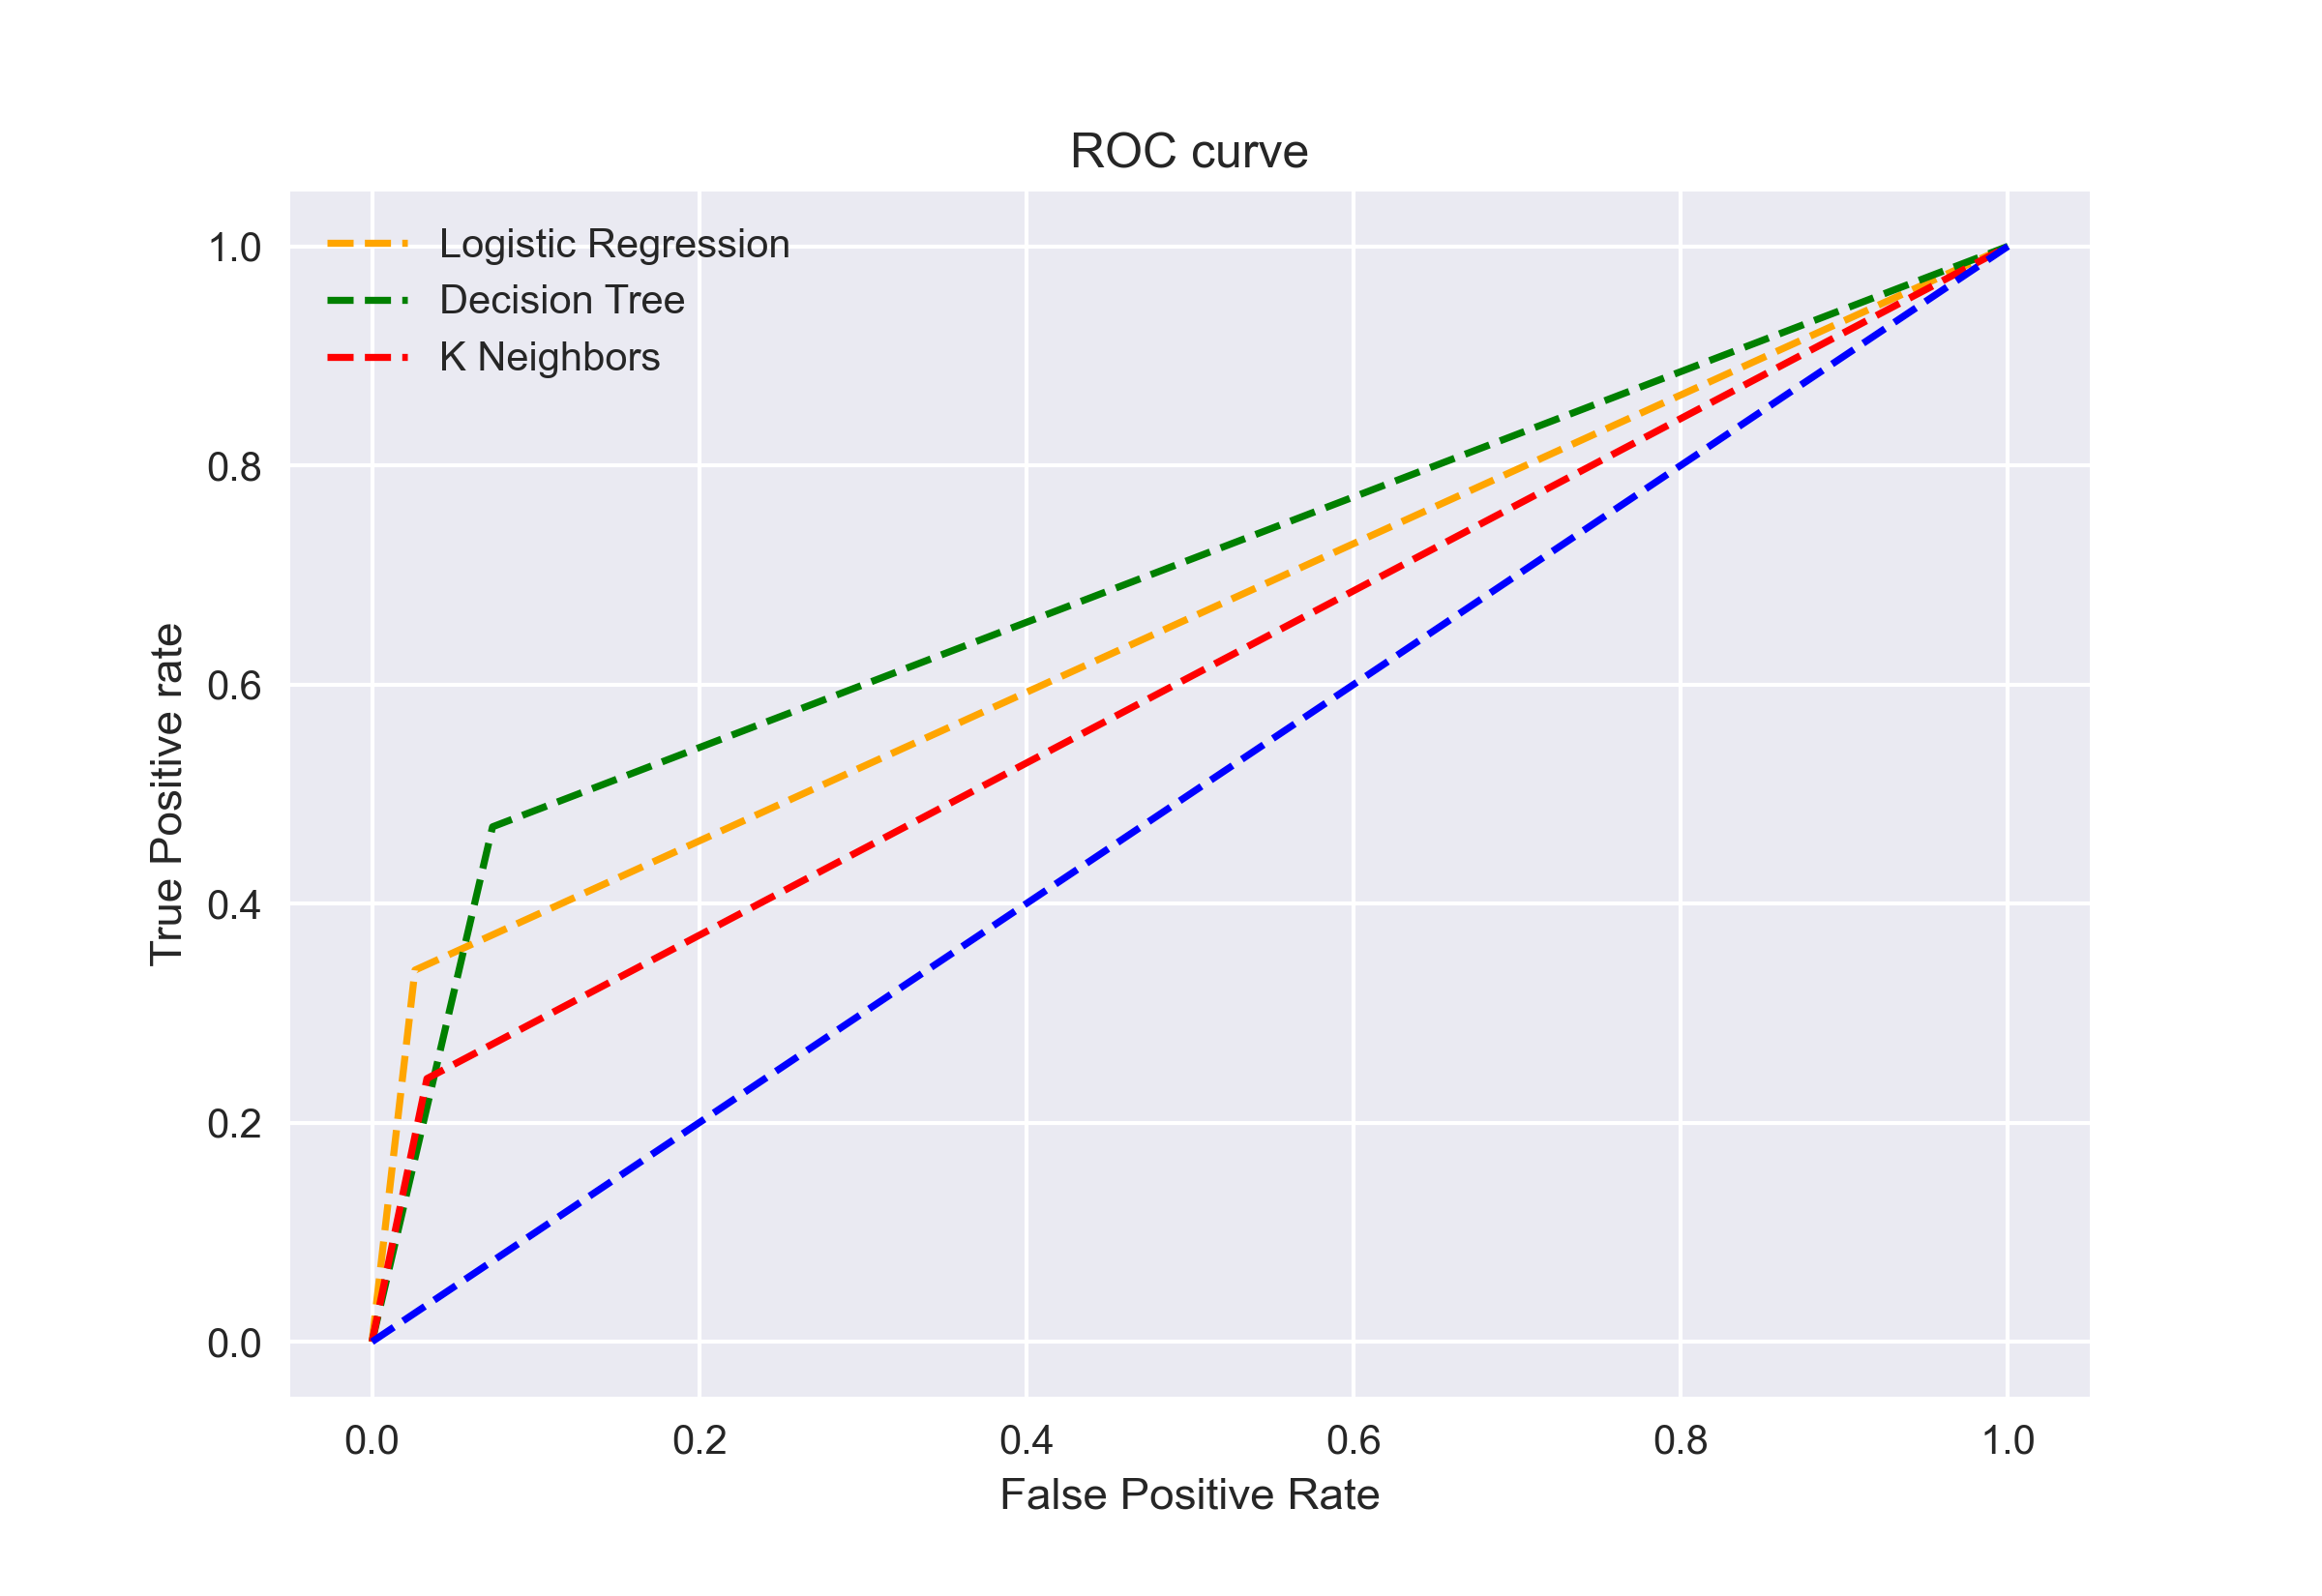 ROC curve
Logistic Regression
Decision Tree
K Neighbors
True Positive rate
1.0
0.8
0.6
0.4
0.2
0.0
0.0 0.2 0.4 0.6 0.8 1.0
False Positive Rate